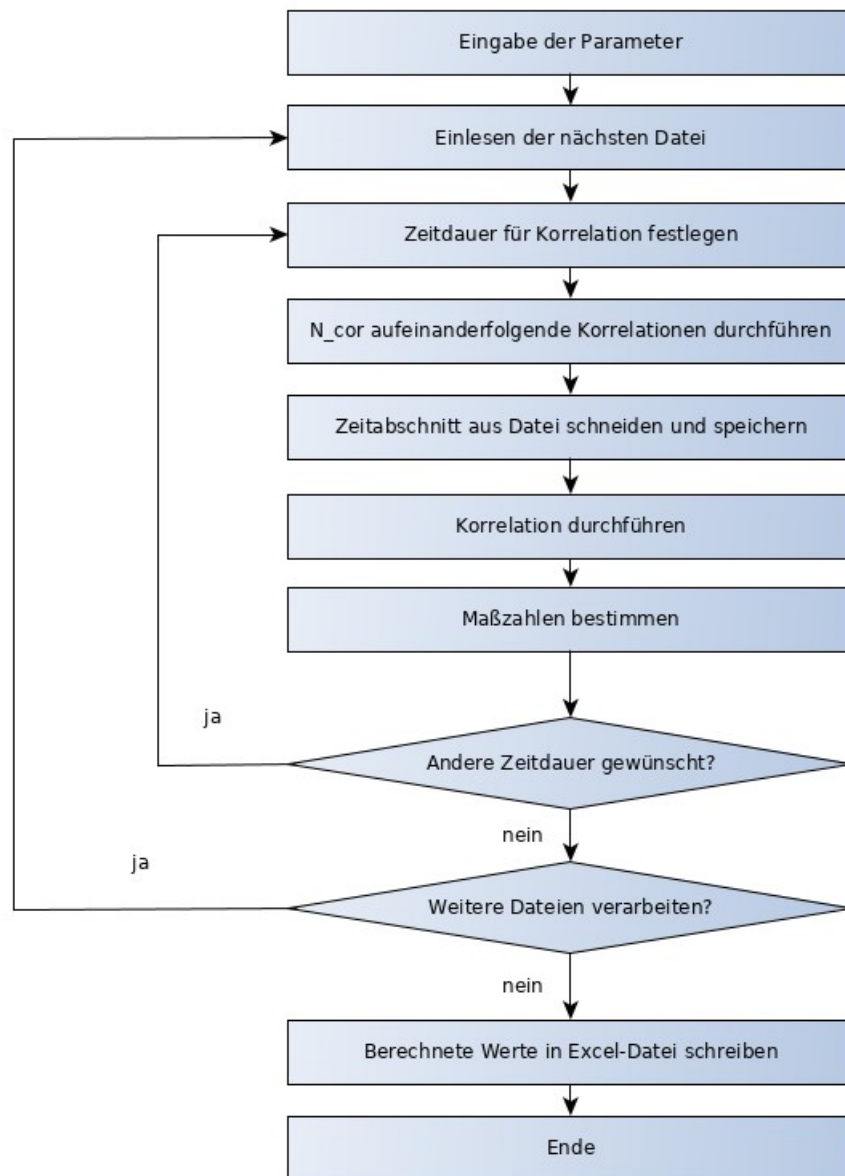 Eingabe der Parameter
Einlesen der nächsten Datei
Zeitdauer für Korrelation festlegen
N_cor aufeinanderfolgende Korrelationen durchführen
Zeitabschnitt aus Datei schneiden und speichern
Korrelation durchführen
Maßzahlen bestimmen
ja
Andere Zeitdauer gewünscht?
nein
ja
Weitere Dateien verarbeiten?
nein
Berechnete Werte in Excel-Datei schreiben
Ende